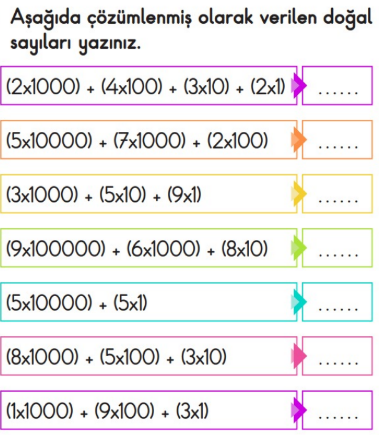 Aşağıda çözümlenmiş olarak verilen doğal
sayıları yazınız.
(2x1000) + (4x100) + (3x10) + (2x1) ......
(5x10000) + (7x1000) + (2x100) ......
(3x1000) + (5x10) + (9x1) ......
(9x100000) + (6x1000) + (8x10) ......
(5x10000) + (5x1) ......
(8x1000) + (5x100) + (3x10) ......
(1x1000) + (9x100) + (3x1) ......